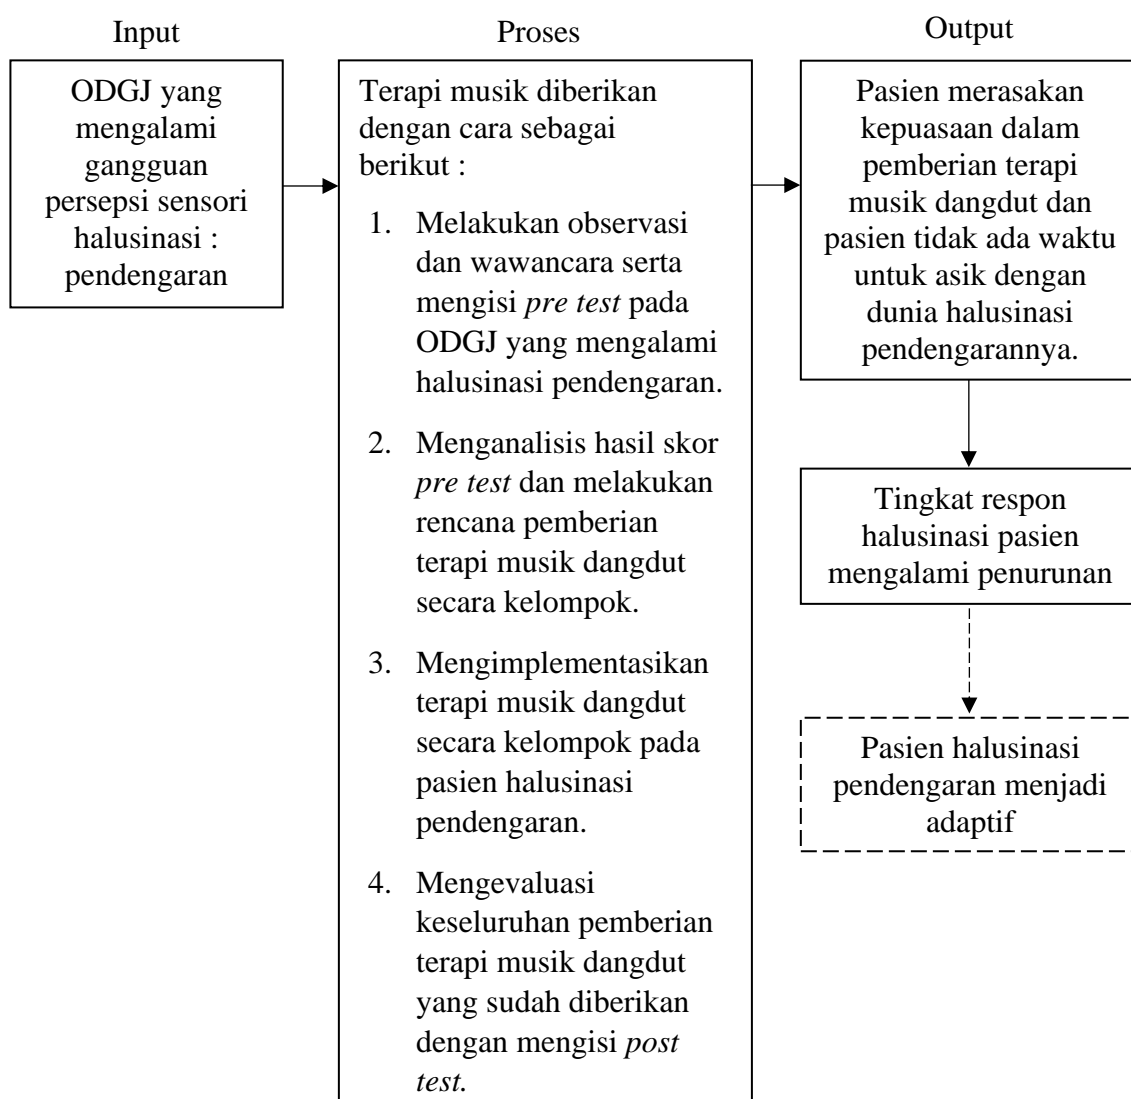 Input
ODGJ yang
mengalami
gangguan
persepsi sensori
halusinasi :
pendengaran
Proses
Terapi musik diberikan
dengan cara sebagai
berikut :
1. Melakukan observasi
dan wawancara serta
mengisi pre test pada
ODGJ yang mengalami
halusinasi pendengaran.
2. Menganalisis hasil skor
pre test dan melakukan
rencana pemberian
terapi musik dangdut
secara kelompok.
3. Mengimplementasikan
terapi musik dangdut
secara kelompok pada
pasien halusinasi
pendengaran.
4. Mengevaluasi
keseluruhan pemberian
terapi musik dangdut
yang sudah diberikan
dengan mengisi post
test.
Output
Pasien merasakan
kepuasaan dalam
pemberian terapi
musik dangdut dan
pasien tidak ada waktu
untuk asik dengan
dunia halusinasi
pendengarannya.
Tingkat respon
halusinasi pasien
mengalami penurunan
Pasien halusinasi
pendengaran menjadi
adaptif